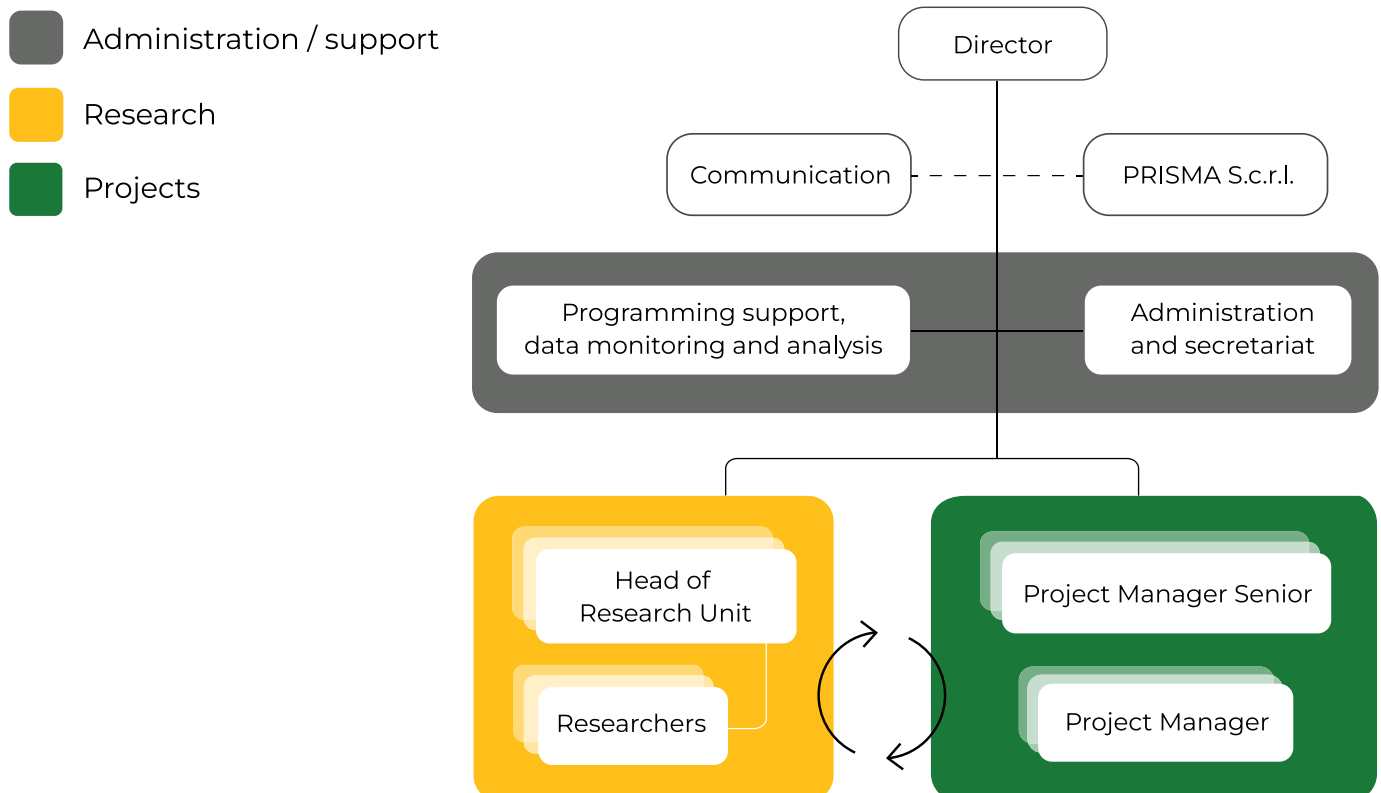 Administration / support
Research
Projects
Director
Communication
PRISMA S.c.r.l.
Programming support,
data monitoring and analysis
Administration
and secretariat
Head of
Research Unit
Researchers
Project Manager Senior
Project Manager